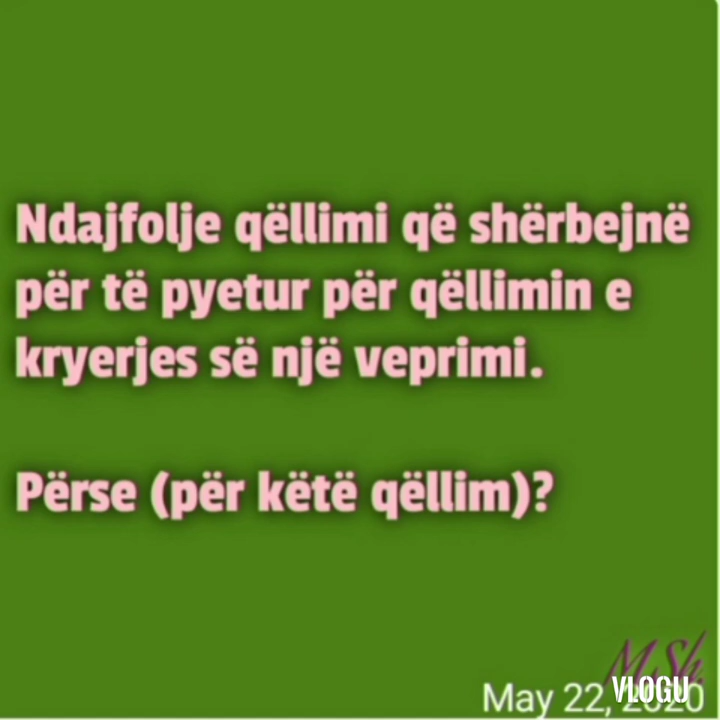 Ndajfolje qëllimi që shërbejnë
për të pyetur për qëllimin e
kryerjes së një veprimi.
Përse (për këtë qëllim)?
M.Sh.
May 22, 2020
VLOGU